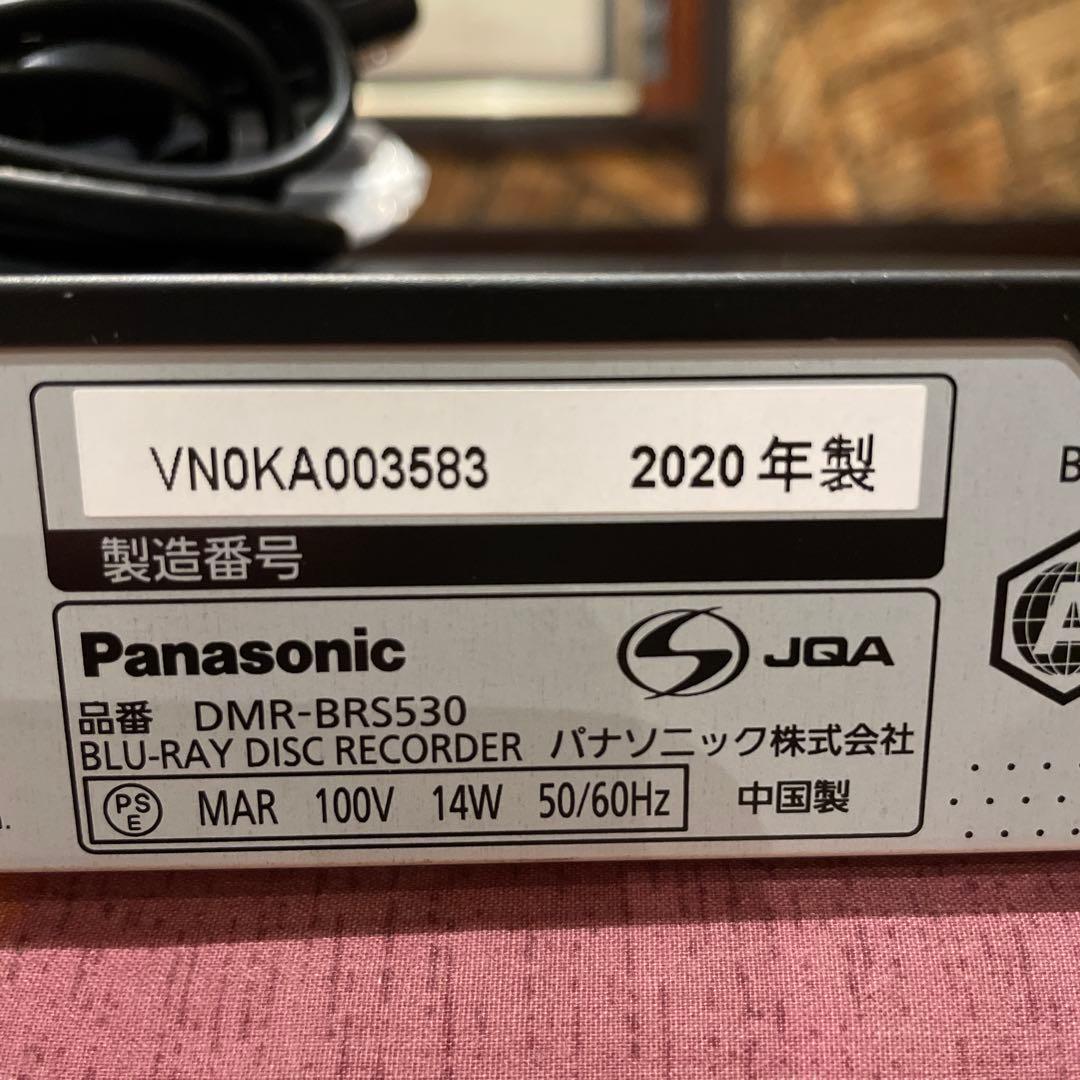 VN0KA003583 2020年製
製造番号
Panasonic
JQA
品番 DMR-BRS530
BLU-RAY DISC RECORDER パナソニック株式会社
PS
E
MAR 100V 14W 50/60Hz
中国製
B
A